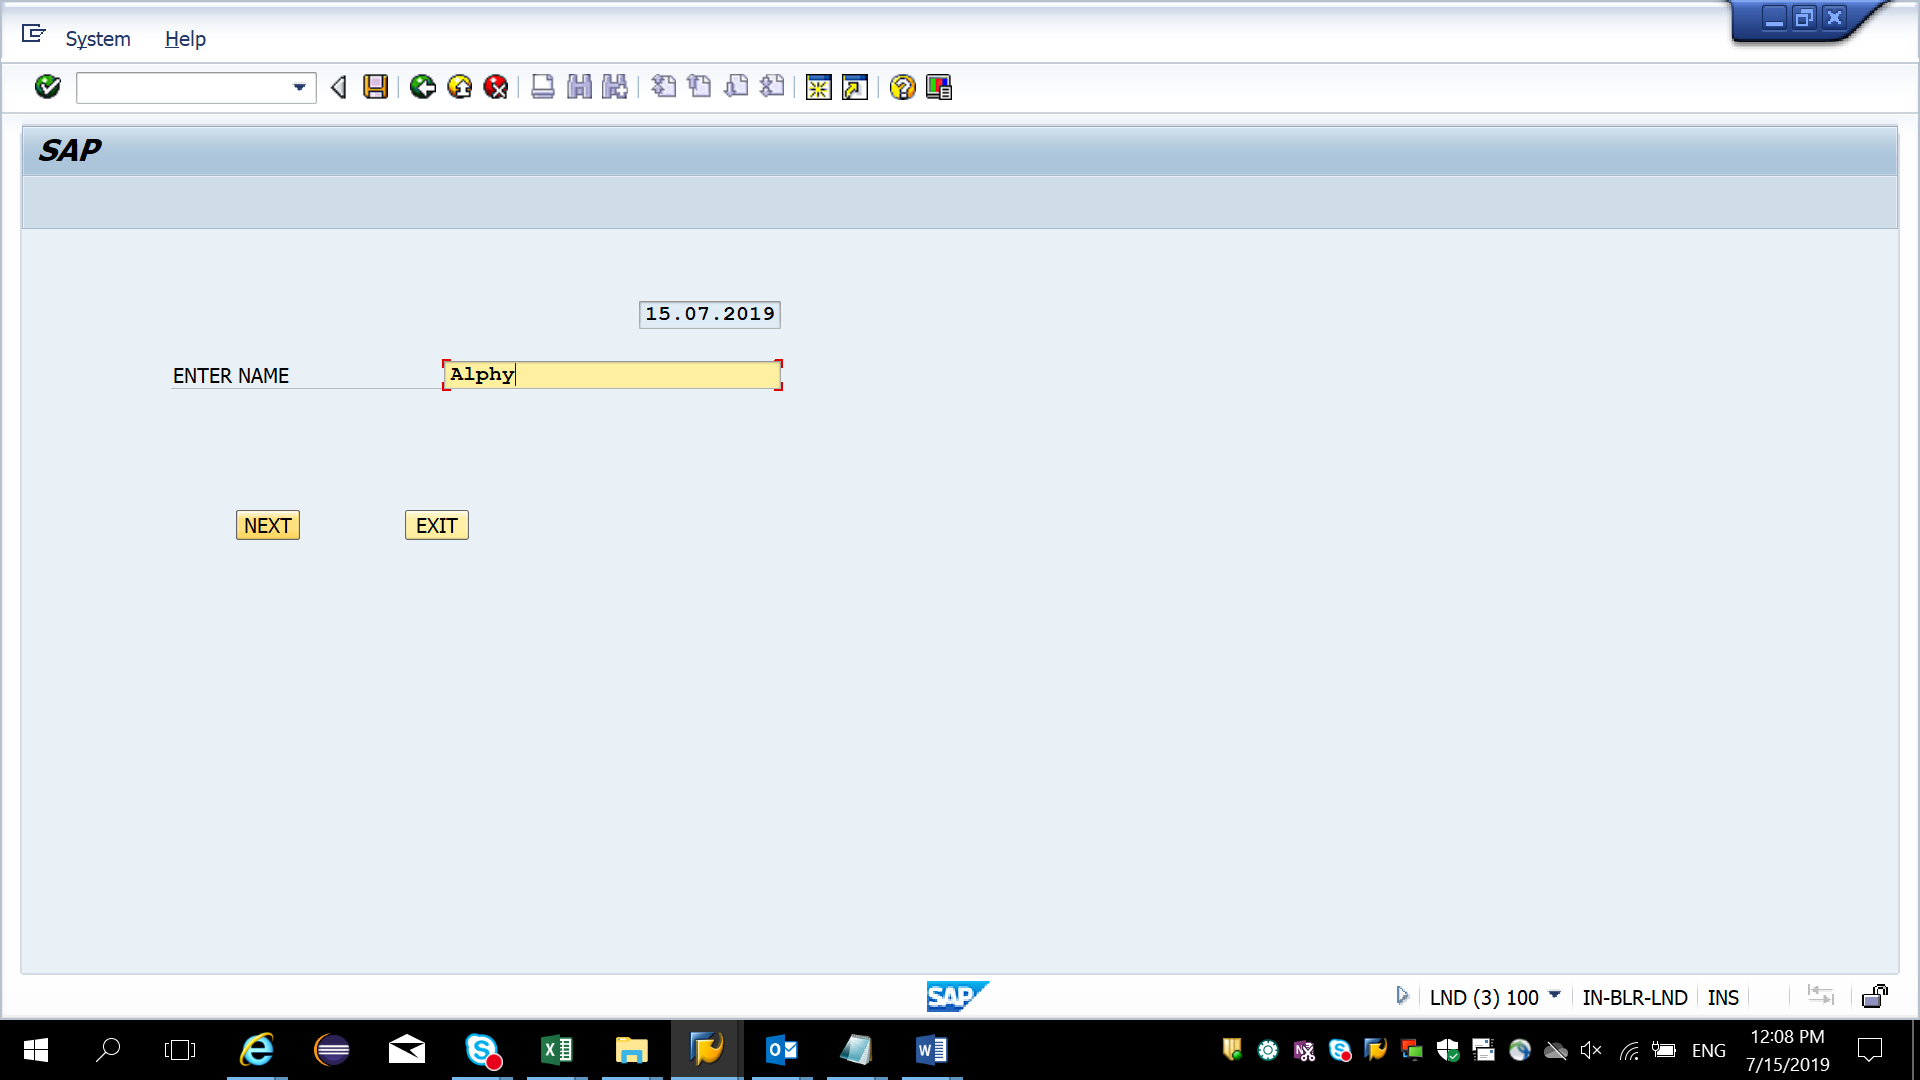 System Help
SAP
15.07.2019
ENTER NAME Alphy
NEXT EXIT
SAP LND (3) 100 IN-BLR-LND INS
ENG 12:08 PM
7/15/2019